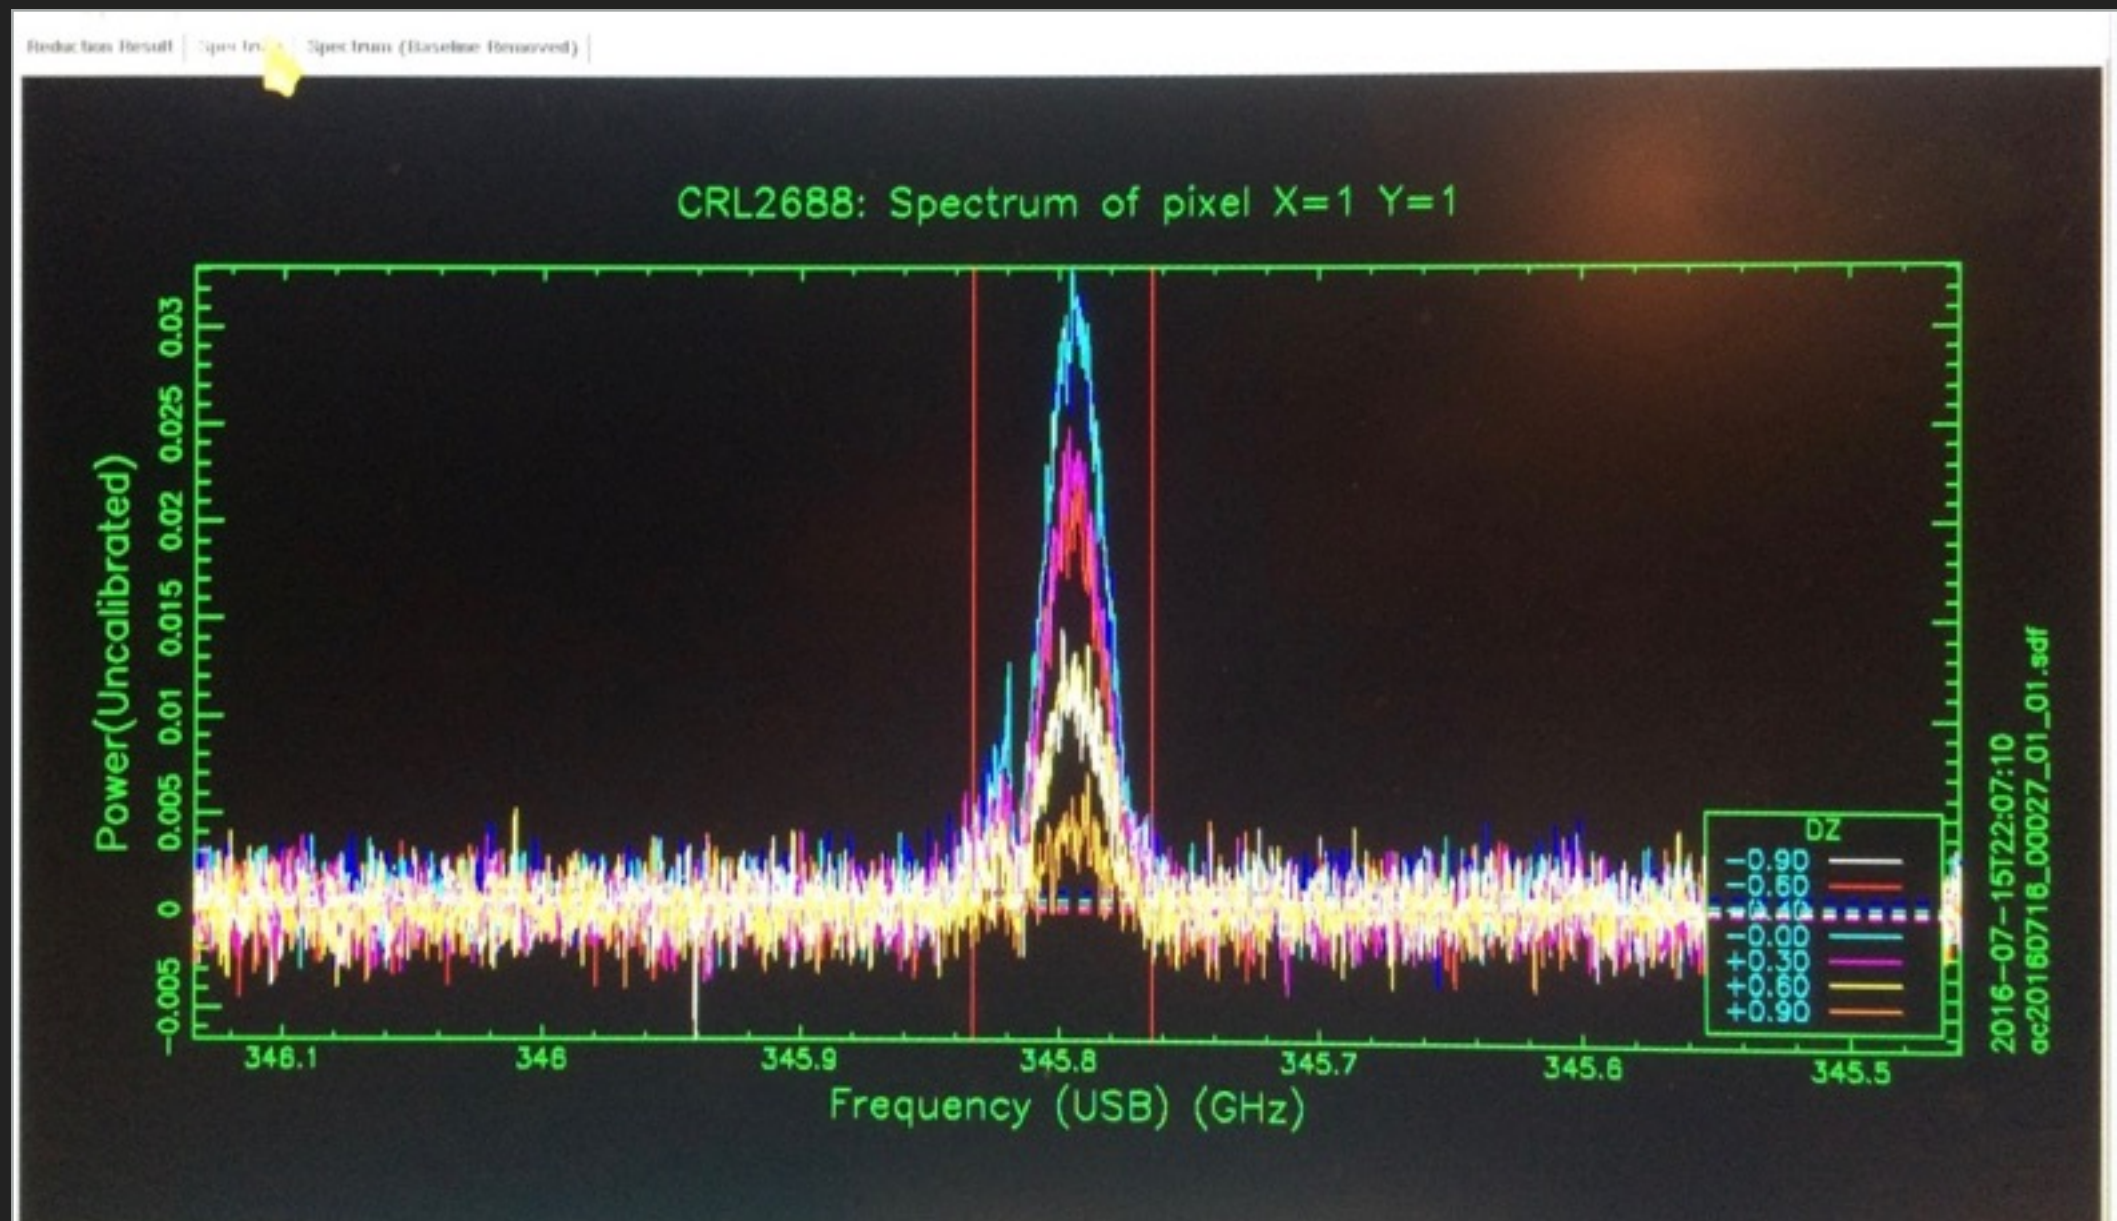 Reduction Result
Spectrum (Baseline Removed)
CRL2688: Spectrum of pixel X=1 Y=1
Power(Uncalibrated)
0.03
0.025
0.02
0.015
0.01
0.005
0
-0.005
346.1 346 345.9 345.8 345.7 345.6 345.5
Frequency (USB) (GHz)
DZ
-0.90
-0.60
-0.00
+0.30
+0.60
+0.90
2016-07-15T22:07:10
ac20160716_00027_01_01.sdf